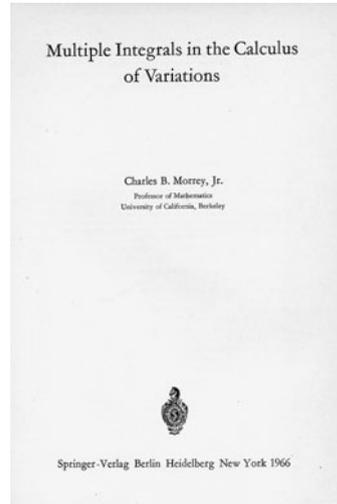 Multiple Integrals in the Calculus
of Variations
Charles B. Morrey, Jr.
Professor of Mathematics
University of California, Berkeley
Springer-Verlag Berlin Heidelberg New York 1966